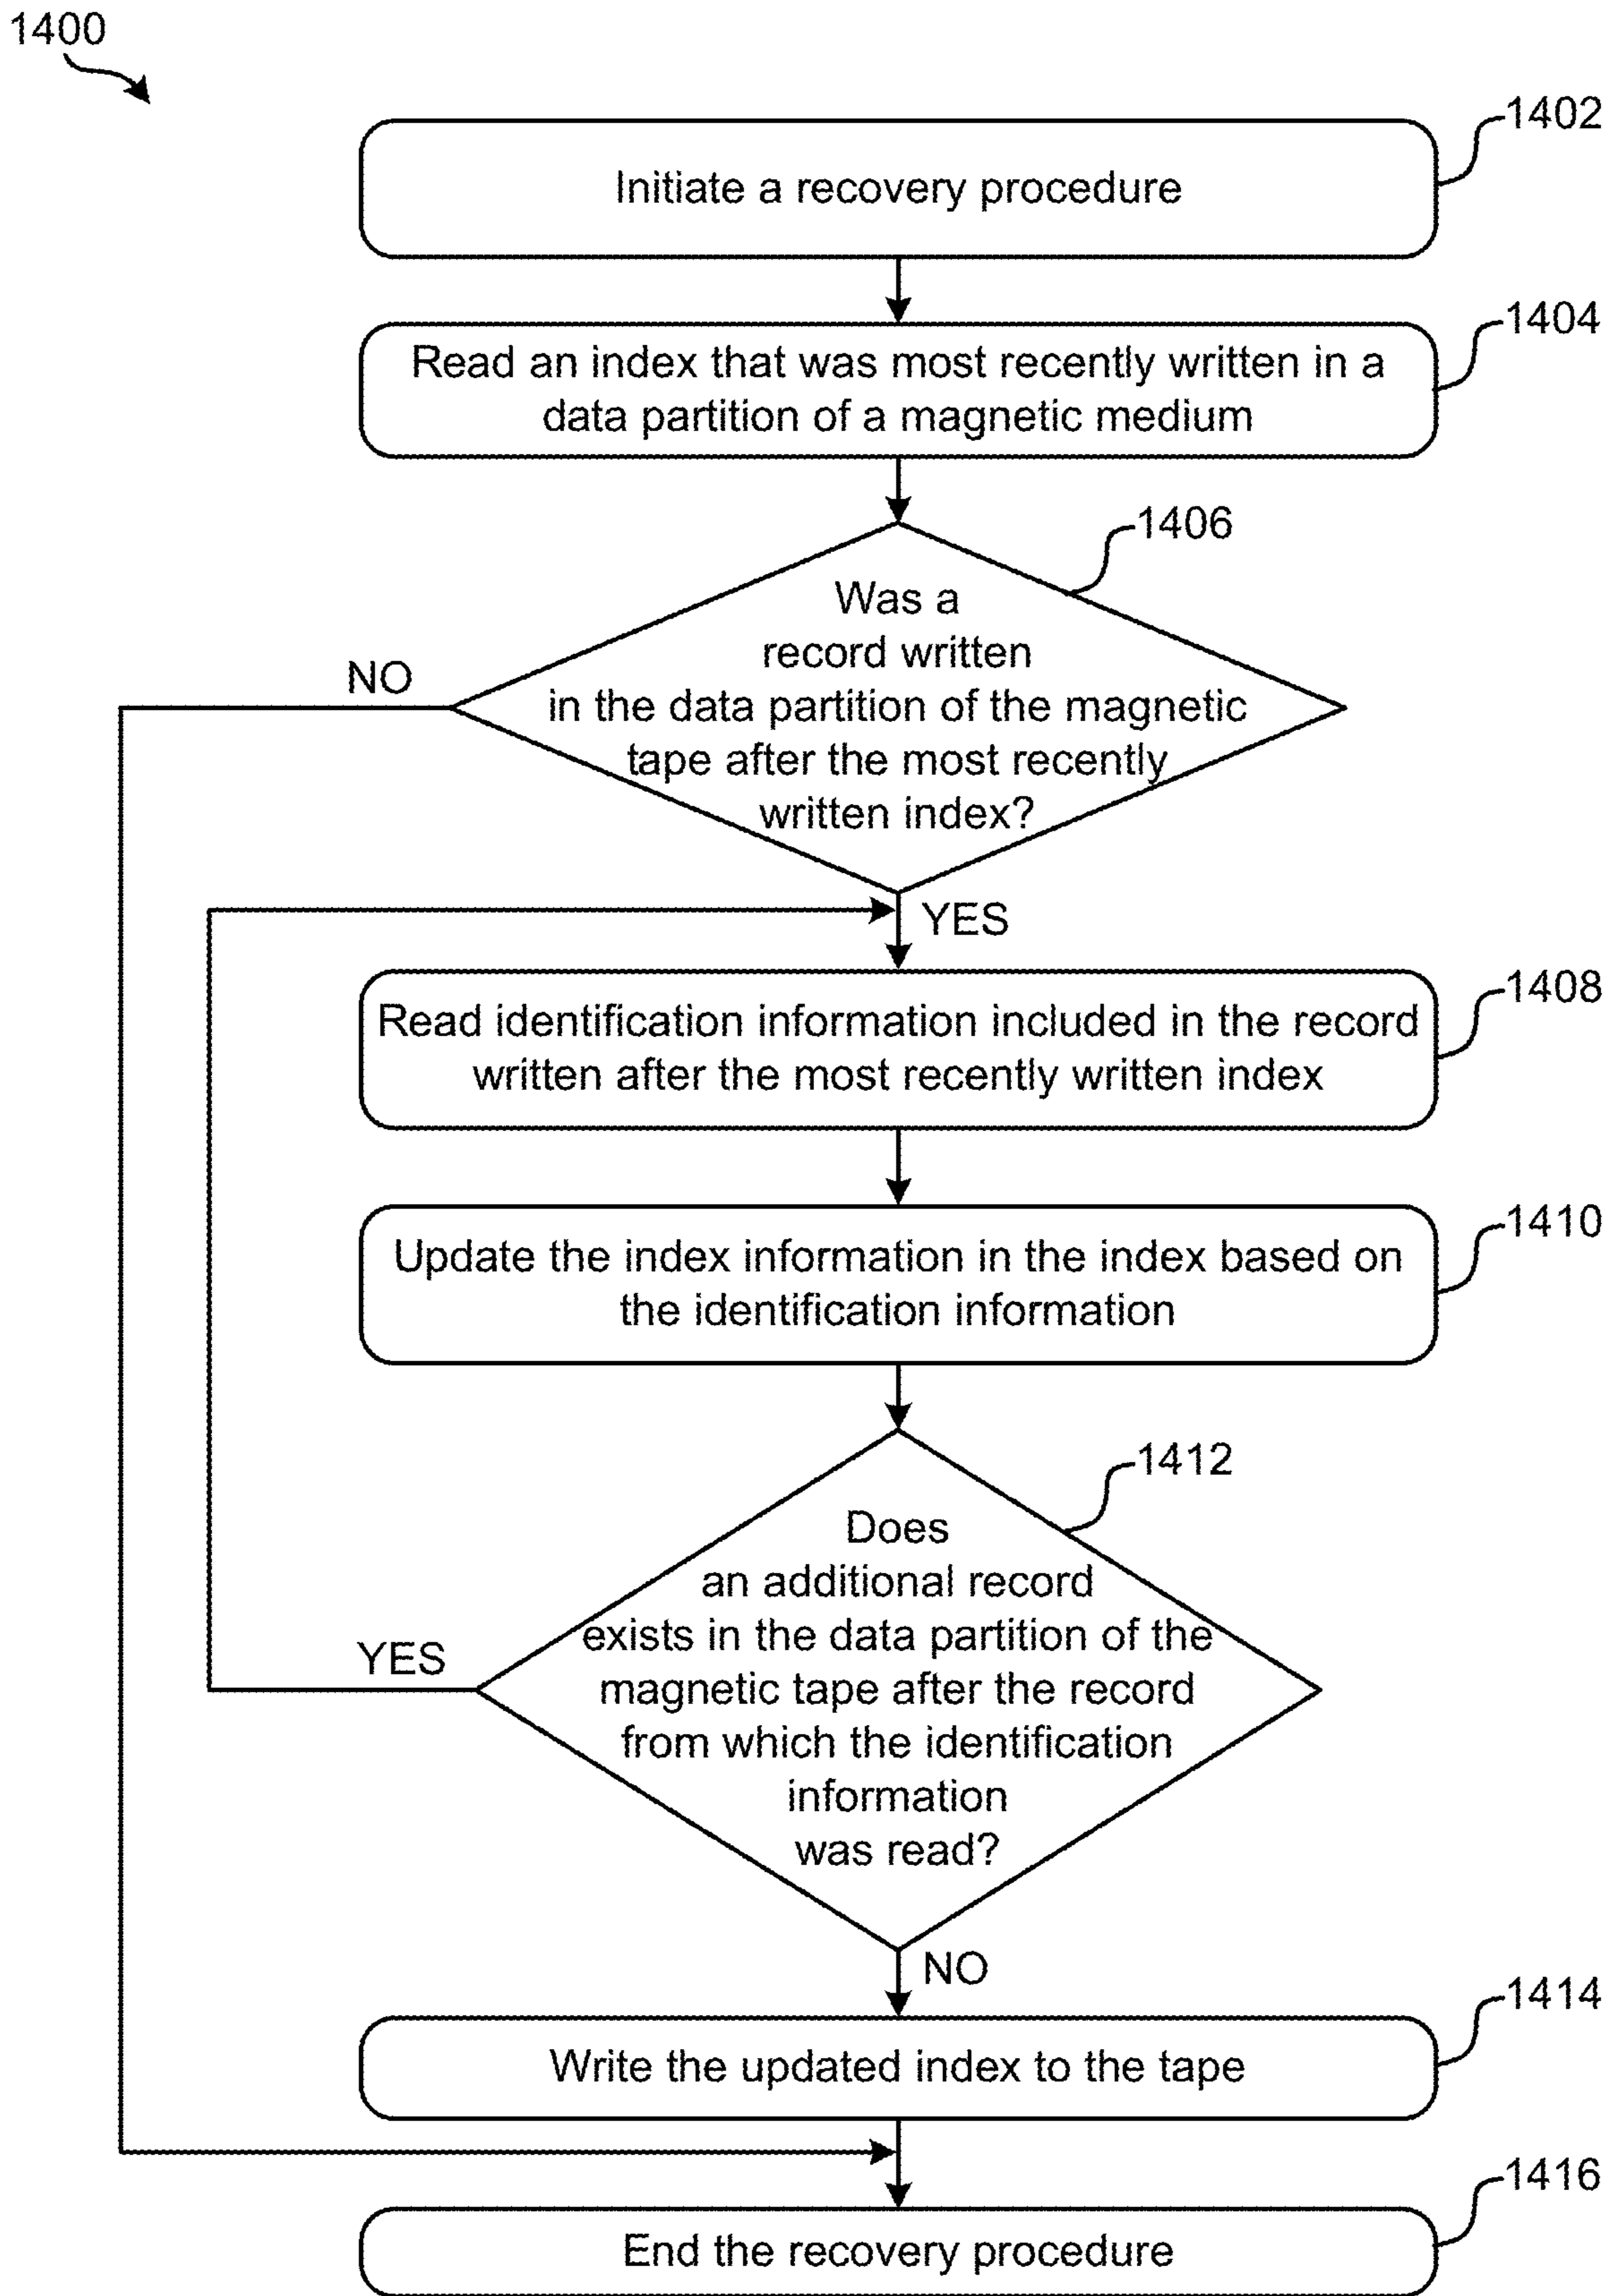 1400
1402
Initiate a recovery procedure
1404
Read an index that was most recently written in a
data partition of a magnetic medium
1406
Was a
record written
in the data partition of the magnetic
tape after the most recently
written index?
NO
YES
1408
Read identification information included in the record
written after the most recently written index
1410
Update the index information in the index based on
the identification information
1412
Does
an additional record
exists in the data partition of the
magnetic tape after the record
from which the identification
information
was read?
YES
NO
1414
Write the updated index to the tape
1416
End the recovery procedure